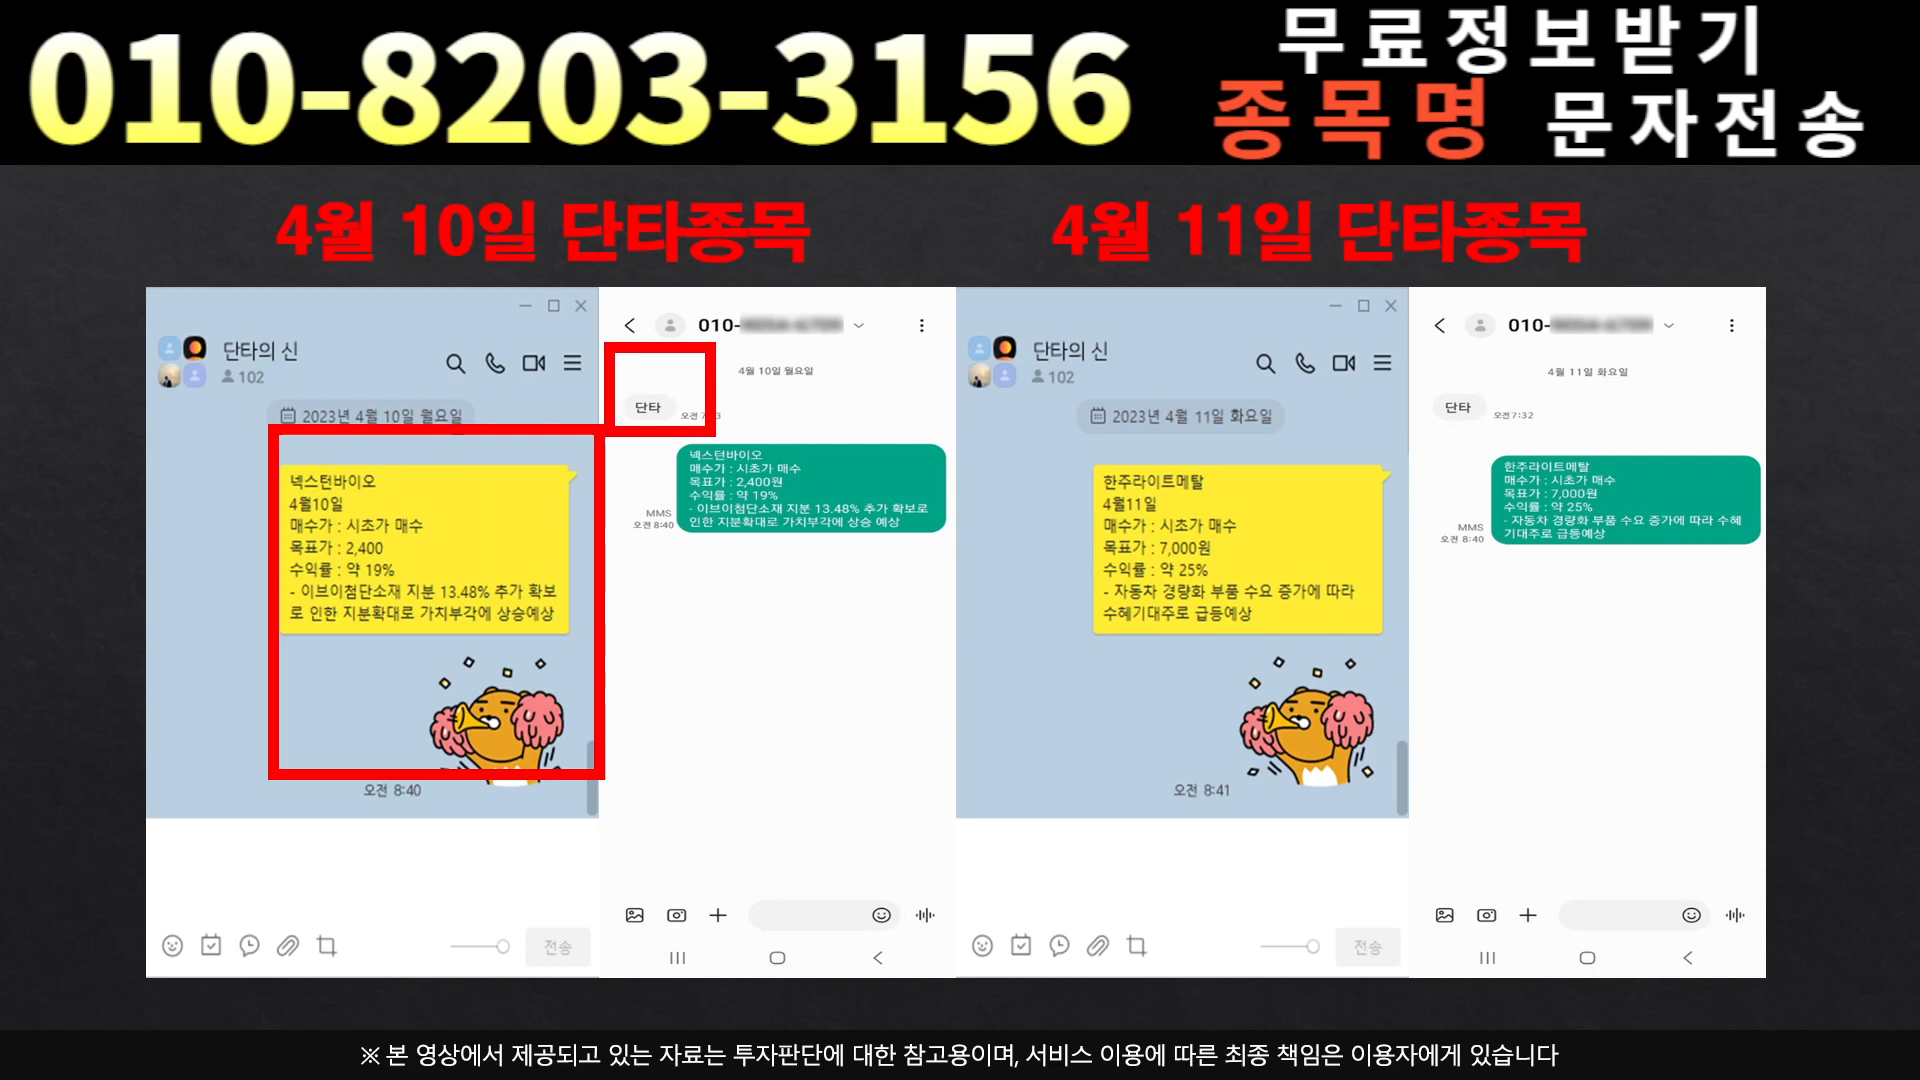 010-8203-3156
무료정보받기
종목명 문자전송
4월 10일 단타종목
4월 11일 단타종목
단타의 신
102
2023년 4월 10일 월요일
넥스턴바이오
4월10일
매수가 : 시초가 매수
목표가 : 2,400
수익률 : 약 19%
- 이브이첨단소재 지분 13.48% 추가 확보
로 인한 지분확대로 가치부각에 상승예상
오전 8:40
전송
010-
4월 10일 월요일
단타
오전
넥스턴바이오
매수가 : 시초가 매수
목표가 : 2,400원
수익률 : 약 19%
- 이브이첨단소재 지분 13.48% 추가 확보로
인한 지분확대로 가치부각에 상승 예상
MMS
오전 8:40
단타의 신
102
2023년 4월 11일 화요일
한주라이트메탈
4월11일
매수가 : 시초가 매수
목표가 : 7,000원
수익률 : 약 25%
- 자동차 경량화 부품 수요 증가에 따라
수혜기대주로 급등예상
오전 8:41
전송
010-
4월 11일 화요일
단타
오전 7:32
한주라이트메탈
매수가 : 시초가 매수
목표가 : 7,000원
수익률 : 약 25%
- 자동차 경량화 부품 수요 증가에 따라 수혜
기대주로 급등예상
MMS
오전 8:40
※ 본 영상에서 제공되고 있는 자료는 투자판단에 대한 참고용이며, 서비스 이용에 따른 최종 책임은 이용자에게 있습니다